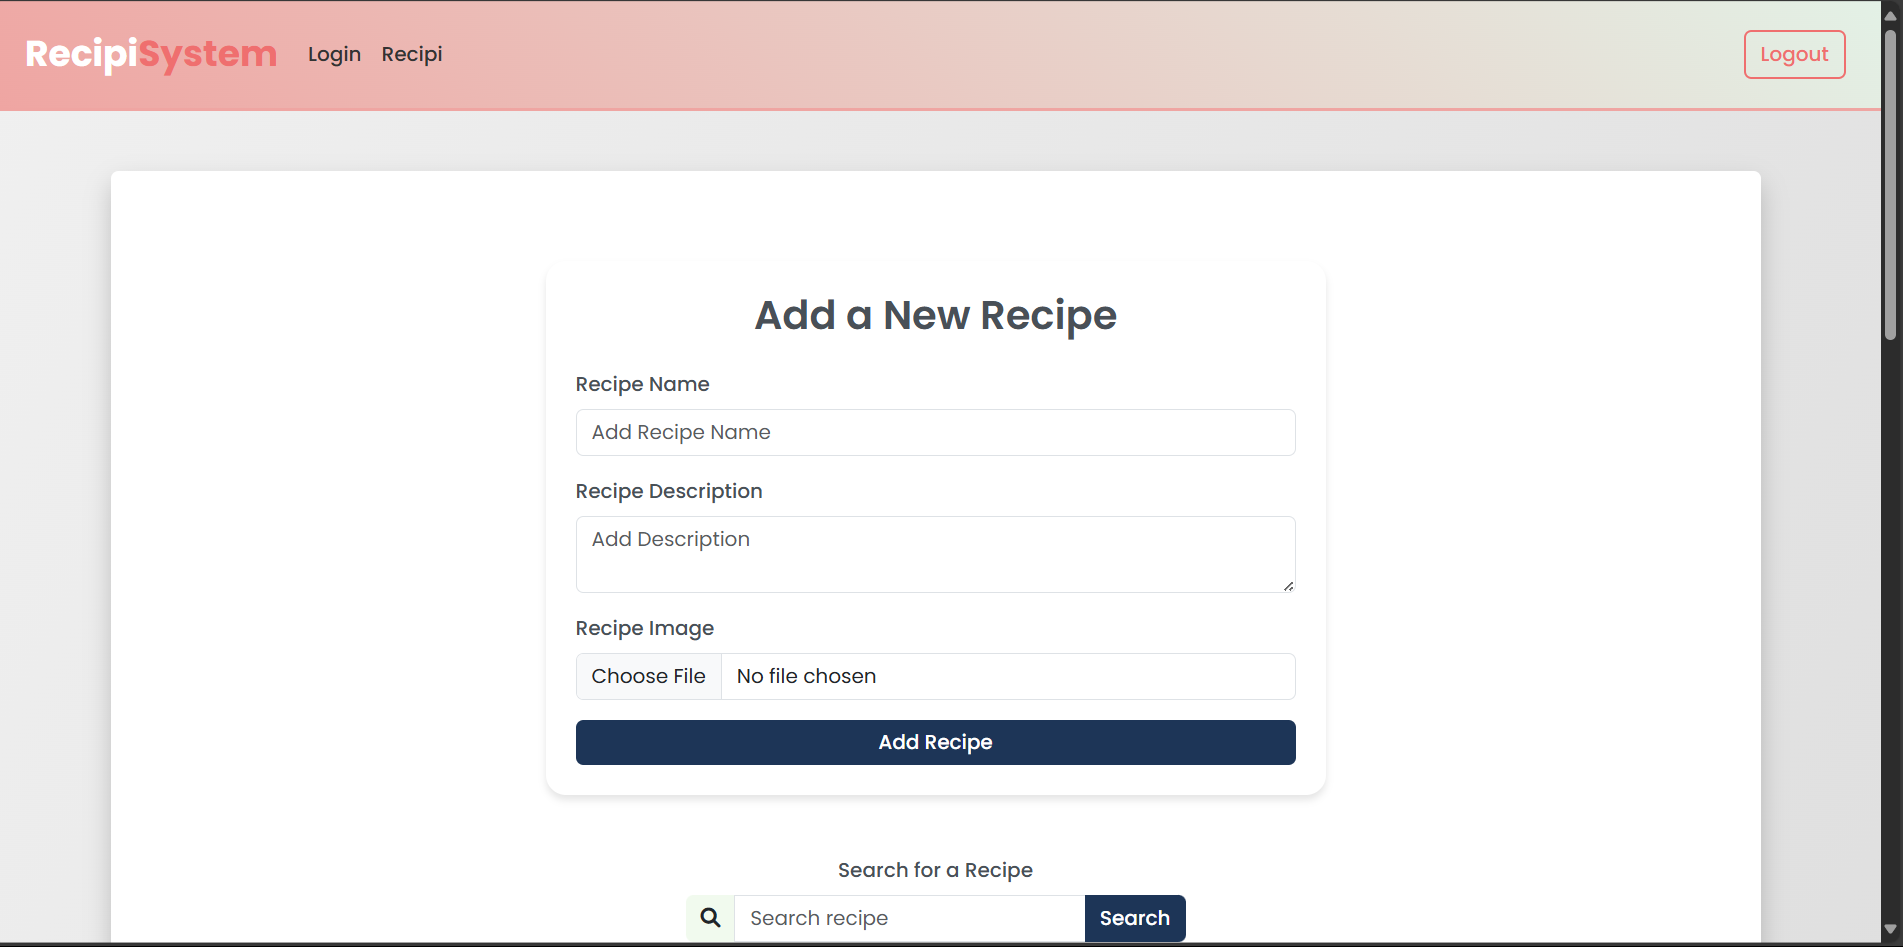 RecipiSystem Login Recipi Logout
Add a New Recipe
Recipe Name
Add Recipe Name
Recipe Description
Add Description
Recipe Image
Choose File No file chosen
Add Recipe
Search for a Recipe
Search recipe Search